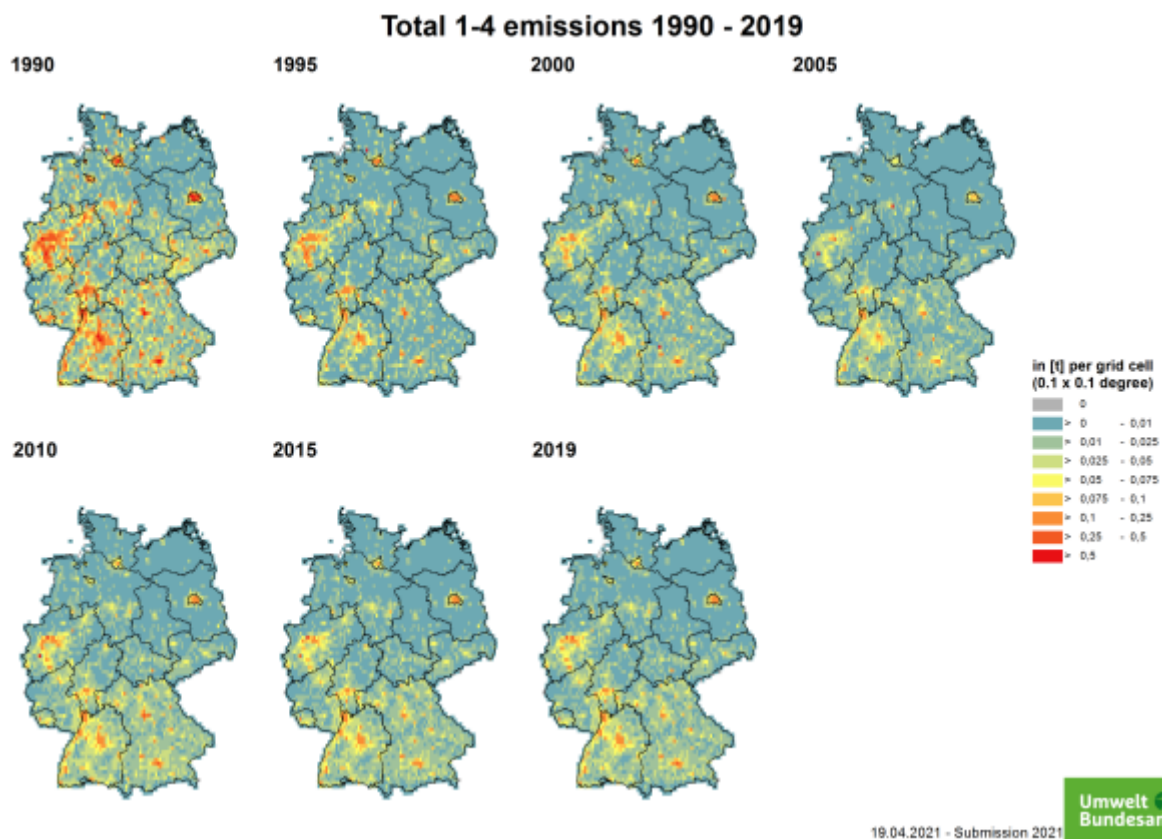 Total 1-4 emissions 1990 - 2019
1990
1995
2000
2005
in [t] per grid cell
(0.1 x 0.1 degree)
0
> 0 - 0,01
> 0,01 - 0,025
> 0,025 - 0,05
> 0,05 - 0,075
> 0,075 - 0,1
> 0,1 - 0,25
> 0,25 - 0,5
> 0,5
2010
2015
2019
Umwelt
Bundesam
19.04.2021 - Submission 2021